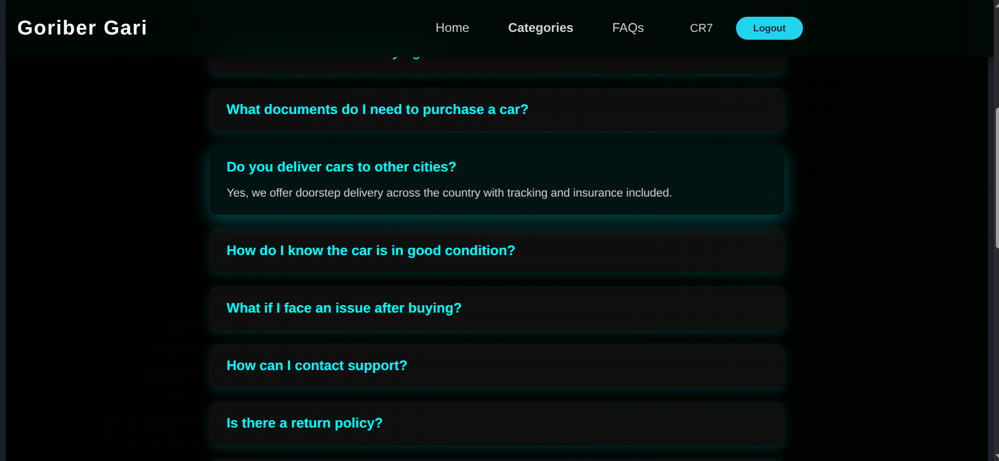 Goriber Gari
Home
Categories
FAQs
CR7
Logout
What documents do I need to purchase a car?
Do you deliver cars to other cities?
Yes, we offer doorstep delivery across the country with tracking and insurance included.
How do I know the car is in good condition?
What if I face an issue after buying?
How can I contact support?
Is there a return policy?